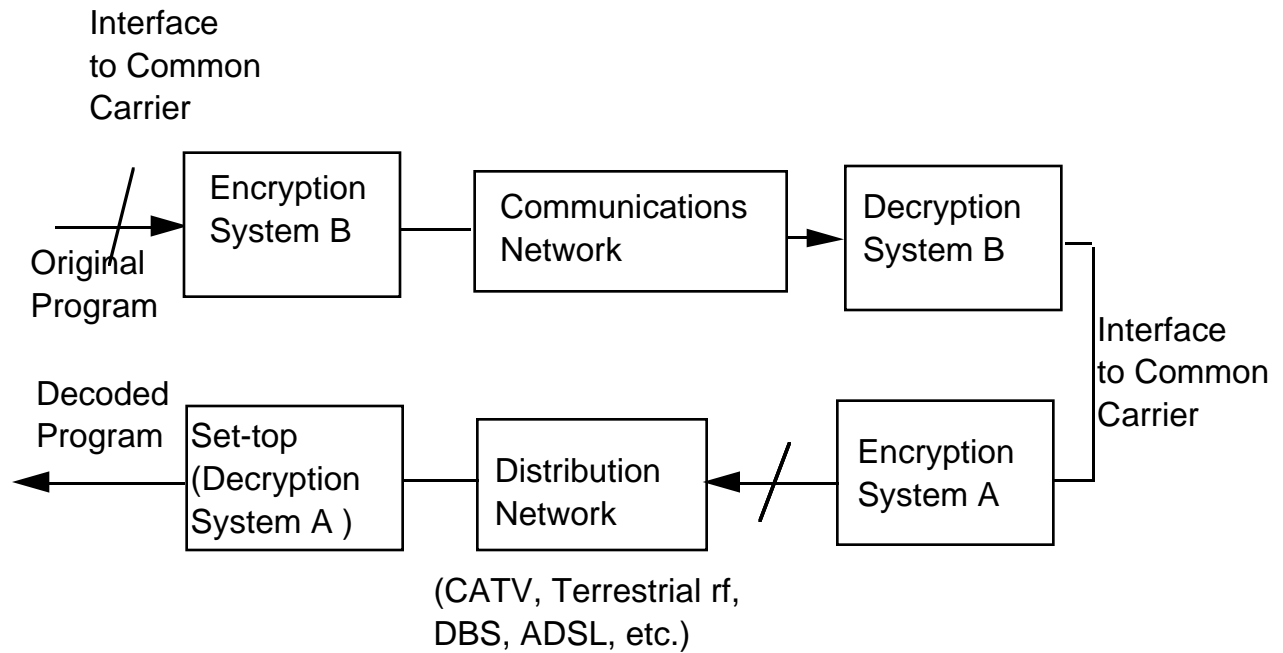 Interface
to Common
Carrier
Encryption
System B
Communications
Network
Decryption
System B
Original
Program
Interface
to Common
Carrier
Decoded
Program
Set-top
(Decryption
System A )
Distribution
Network
Encryption
System A
(CATV, Terrestrial rf,
DBS, ADSL, etc.)